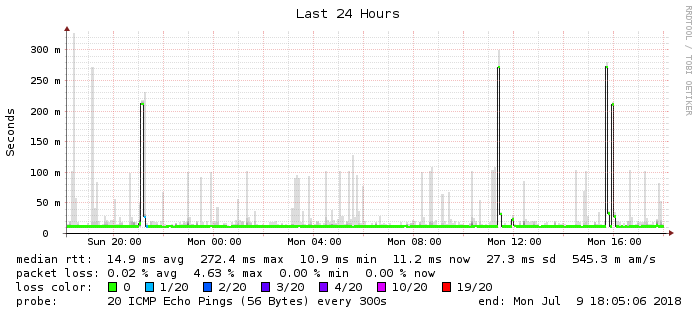 Last 24 Hours
RRDTOOL / TOBI OETIKER
Seconds
300 m
250 m
200 m
150 m
100 m
50 m
0
Sun 20:00 Mon 00:00 Mon 04:00 Mon 08:00 Mon 12:00 Mon 16:00
median rtt: 14.9 ms avg 272.4 ms max 10.9 ms min 11.2 ms now 27.3 ms sd 545.3 m am/s
packet loss: 0.02 % avg 4.63 % max 0.00 % min 0.00 % now
loss color: 0 1/20 2/20 3/20 4/20 10/20 19/20
probe: 20 ICMP Echo Pings (56 Bytes) every 300s end: Mon Jul 9 18:05:06 2018